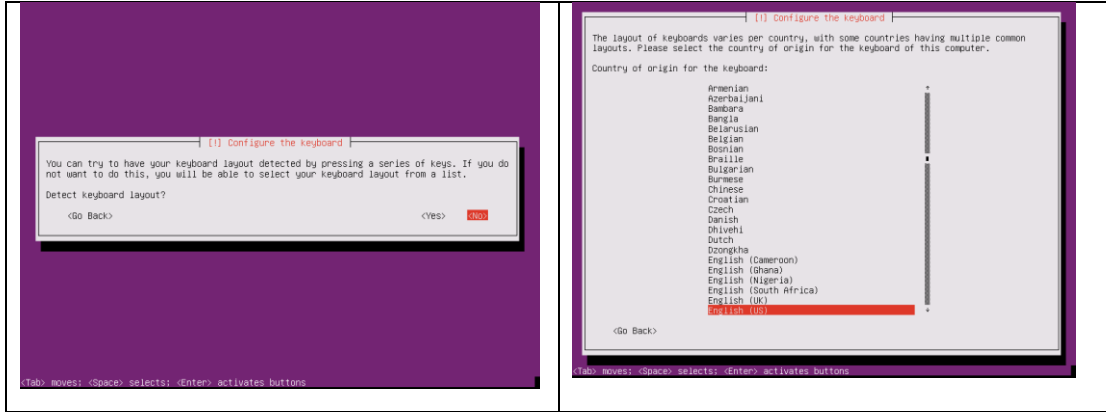 [!] Configure the keyboard
You can try to have your keyboard layout detected by pressing a series of keys. If you do
not want to do this, you will be able to select your keyboard layout from a list.
Detect keyboard layout?
<Go Back> <Yes> <No>
<Tab> moves; <Space> selects; <Enter> activates buttons
[!] Configure the keyboard
The layout of keyboards varies per country, with some countries having multiple common
layouts. Please select the country of origin for the keyboard of this computer.
Country of origin for the keyboard:
Armenian
Azerbaijani
Bambara
Bangla
Belarusian
Belgian
Bosnian
Braille
Bulgarian
Burmese
Chinese
Croatian
Czech
Danish
Dhivehi
Dutch
Dzongkha
English (Cameroon)
English (Ghana)
English (Nigeria)
English (South Africa)
English (UK)
English (US)
<Go Back>
<Tab> moves; <Space> selects; <Enter> activates buttons